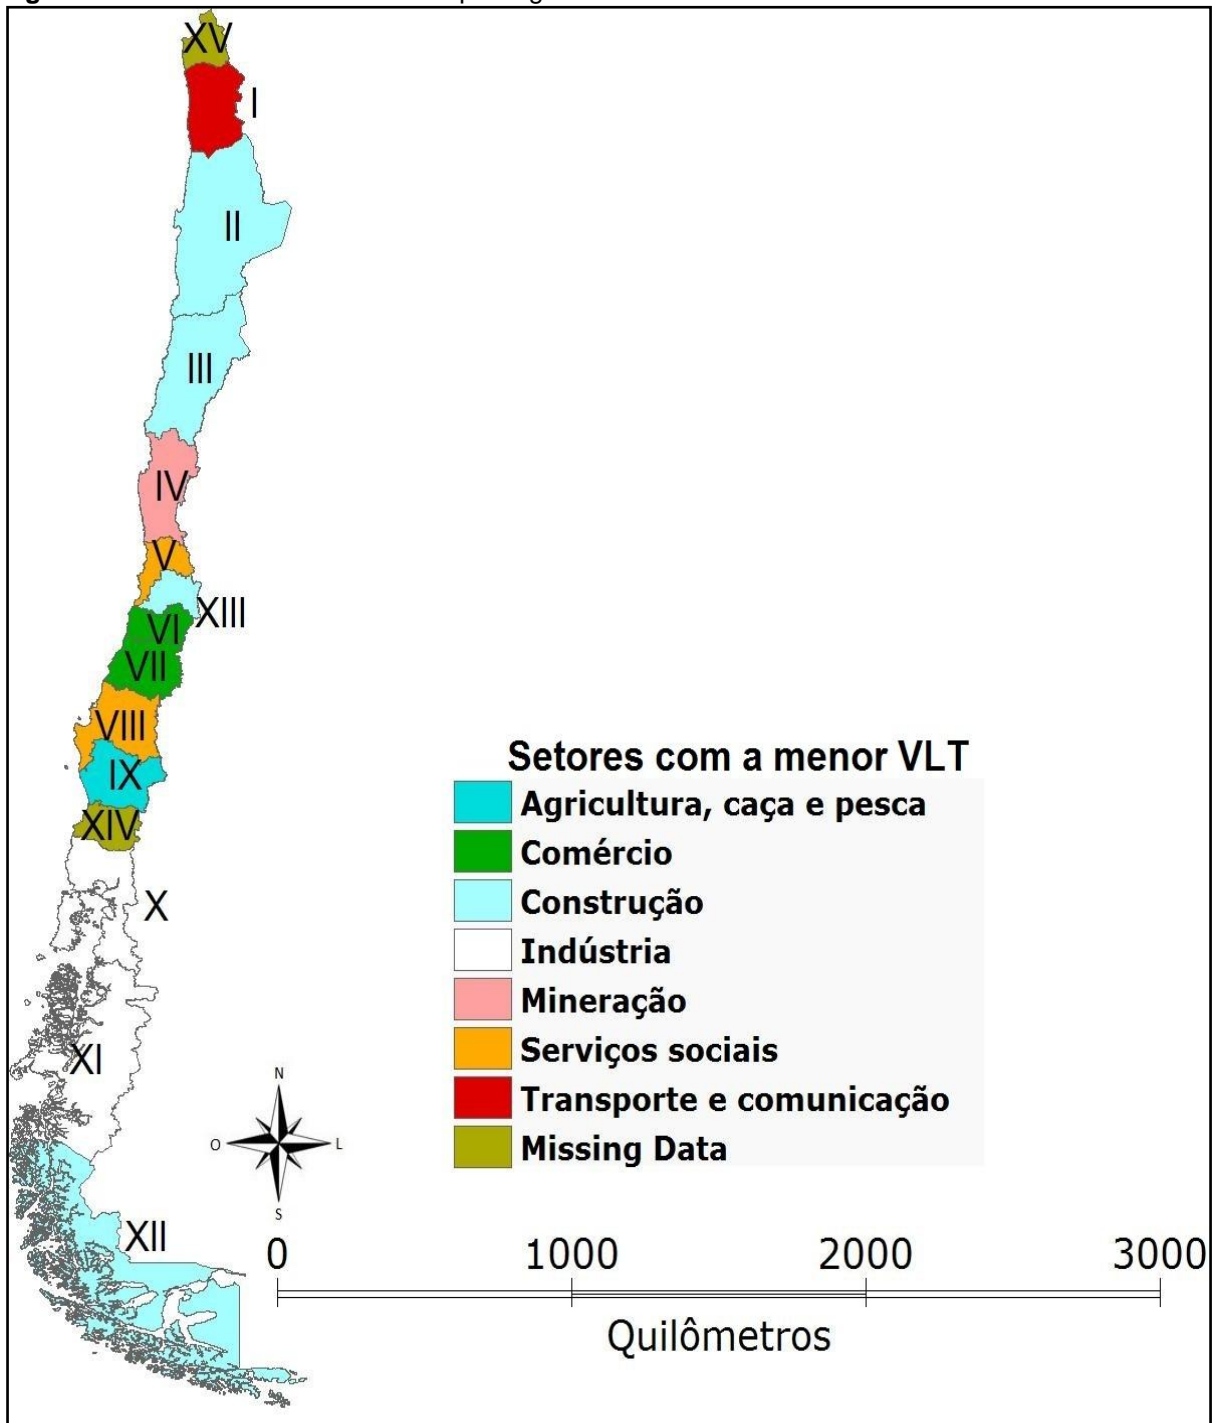 XV
I
II
III
IV
V
XIII
VI
VII
VIII
IX
XIV
X
XI
XII
Setores com a menor VLT
Agricultura, caça e pesca
Comércio
Construção
Indústria
Mineração
Serviços sociais
Transporte e comunicação
Missing Data
N
O L
S
0 1000 2000 3000
Quilômetros